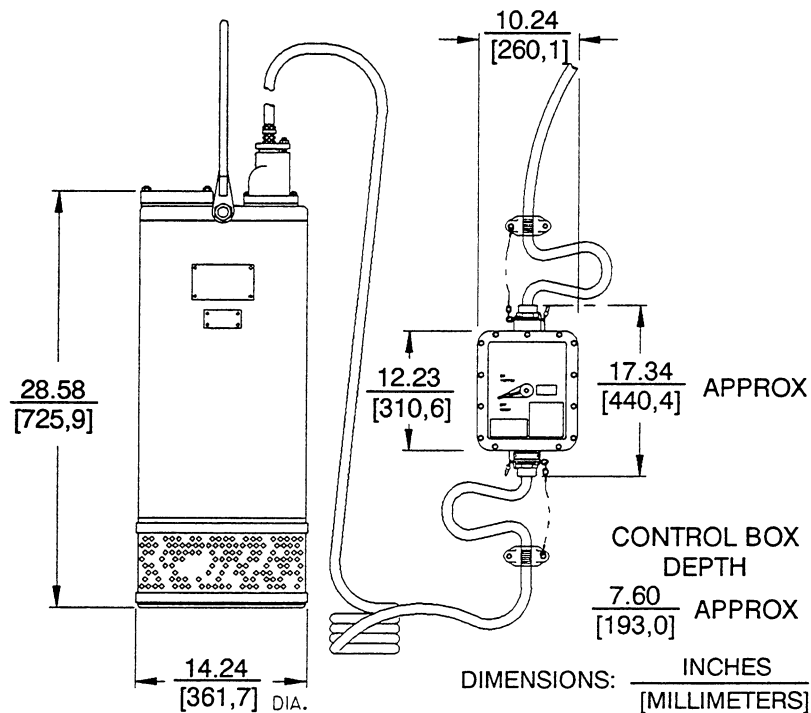 10.24
[260,1]
28.58
[725,9]
12.23
[310,6]
17.34
[440,4]
APPROX
CONTROL BOX
DEPTH
7.60
[193,0]
APPROX
14.24
[361,7] DIA.
DIMENSIONS: INCHES
[MILLIMETERS]